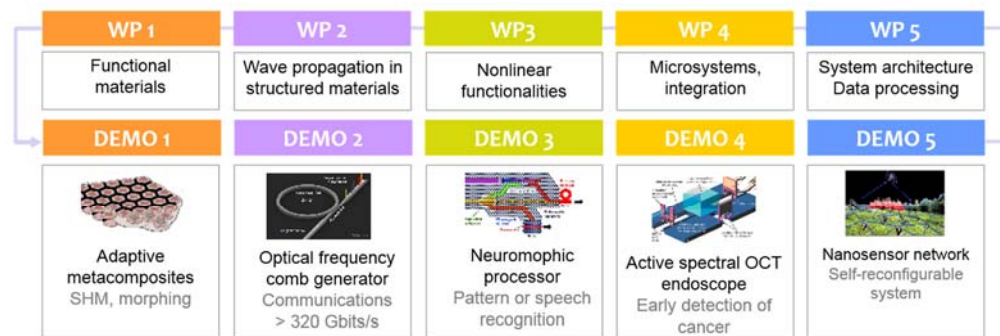 WP 1
WP 2
WP3
WP 4
WP 5
Functional
materials
Wave propagation in
structured materials
Nonlinear
functionalities
Microsystems,
integration
System architecture
Data processing
DEMO 1
DEMO 2
DEMO 3
DEMO 4
DEMO 5
Adaptive
metacomposites
SHM, morphing
Optical frequency
comb generator
Communications
> 320 Gbits/s
Neuromophic
processor
Pattern or speech
recognition
Active spectral OCT
endoscope
Early detection of
cancer
Nanosensor network
Self-reconfigurable
system